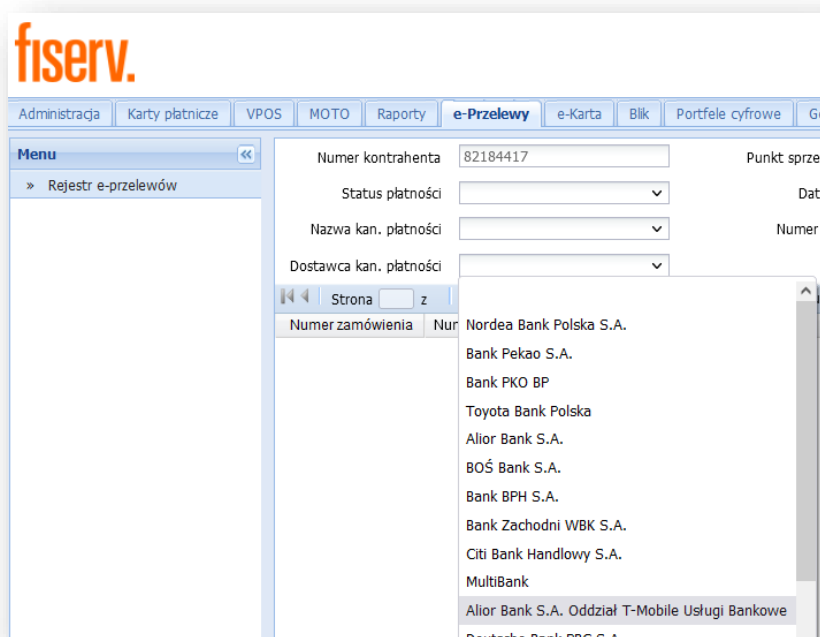 fiserv.
Administracja Karty płatnicze VPOS MOTO Raporty e-Przelewy e-Karta Blik Portfele cyfrowe
Menu
» Rejestr e-przelewów
Numer kontrahenta 82184417 Punkt
Status płatności
Nazwa kan. płatności Numer
Dostawca kan. płatności
Strona z
Numer zamówienia
Nordea Bank Polska S.A.
Bank Pekao S.A.
Bank PKO BP
Toyota Bank Polska
Alior Bank S.A.
BOŚ Bank S.A.
Bank BPH S.A.
Bank Zachodni WBK S.A.
Citi Bank Handlowy S.A.
MultiBank
Alior Bank S.A. Oddział T-Mobile Usługi Bankowe